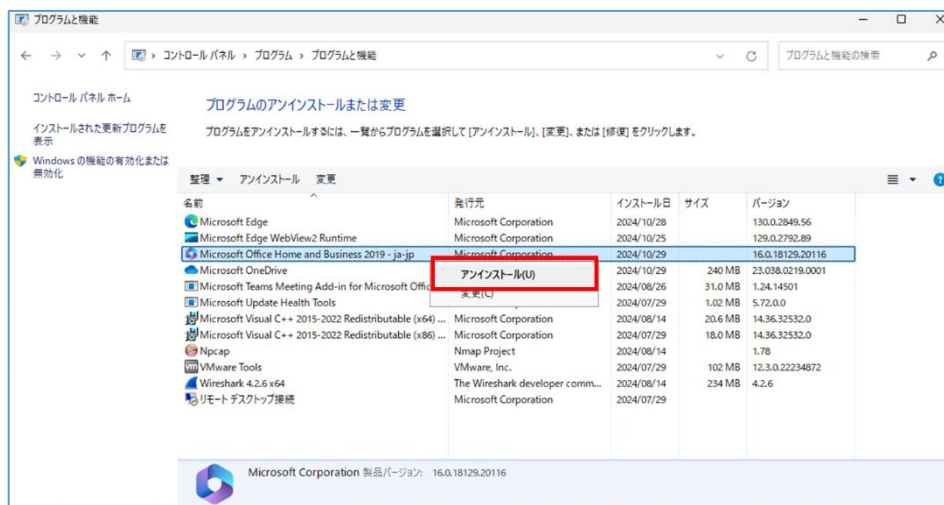 プログラムと機能
コントロール パネル › プログラム › プログラムと機能
プログラムと機能の検索
コントロール パネル ホーム
インストールされた更新プログラムを
表示
Windows の機能の有効化または
無効化
プログラムのアンインストールまたは変更
プログラムをアンインストールするには、一覧からプログラムを選択して [アンインストール]、[変更]、または [修復] をクリックします。
整理 アンインストール 変更
名前 発行元 インストール日 サイズ バージョン
Microsoft Edge Microsoft Corporation 2024/10/28 130.0.2849.56
Microsoft Edge WebView2 Runtime Microsoft Corporation 2024/10/25 129.0.2792.89
Microsoft Office Home and Business 2019 - ja-jp Microsoft Corporation 2024/10/29 16.0.18129.20116
Microsoft OneDrive 2024/10/29 240 MB 23.038.0219.0001
アンインストール(U)
Microsoft Teams Meeting Add-in for Microsoft Offic 2024/08/26 31.0 MB 1.24.14501
変更(C)
Microsoft Update Health Tools 2024/07/29 1.02 MB 5.72.0.0
Microsoft Visual C++ 2015-2022 Redistributable (x64) ... Microsoft Corporation 2024/08/14 20.6 MB 14.36.32532.0
Microsoft Visual C++ 2015-2022 Redistributable (x86) ... Microsoft Corporation 2024/07/29 18.0 MB 14.36.32532.0
Npcap Nmap Project 2024/08/14 1.78
VMware Tools VMware, Inc. 2024/07/29 102 MB 12.3.0.22234872
Wireshark 4.2.6 x64 The Wireshark developer comm... 2024/08/14 234 MB 4.2.6
リモート デスクトップ接続 Microsoft Corporation 2024/07/29
Microsoft Corporation 製品バージョン: 16.0.18129.20116